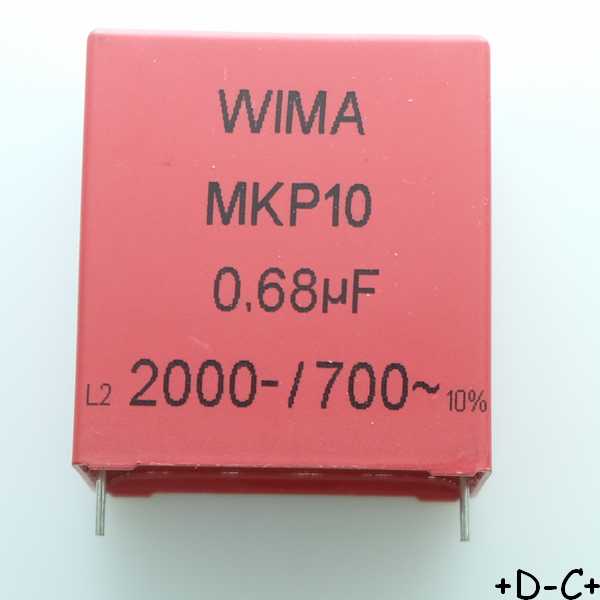 WIMA
MKP10
0,68µF
L2 2000-/700~ 10%
+D-C+